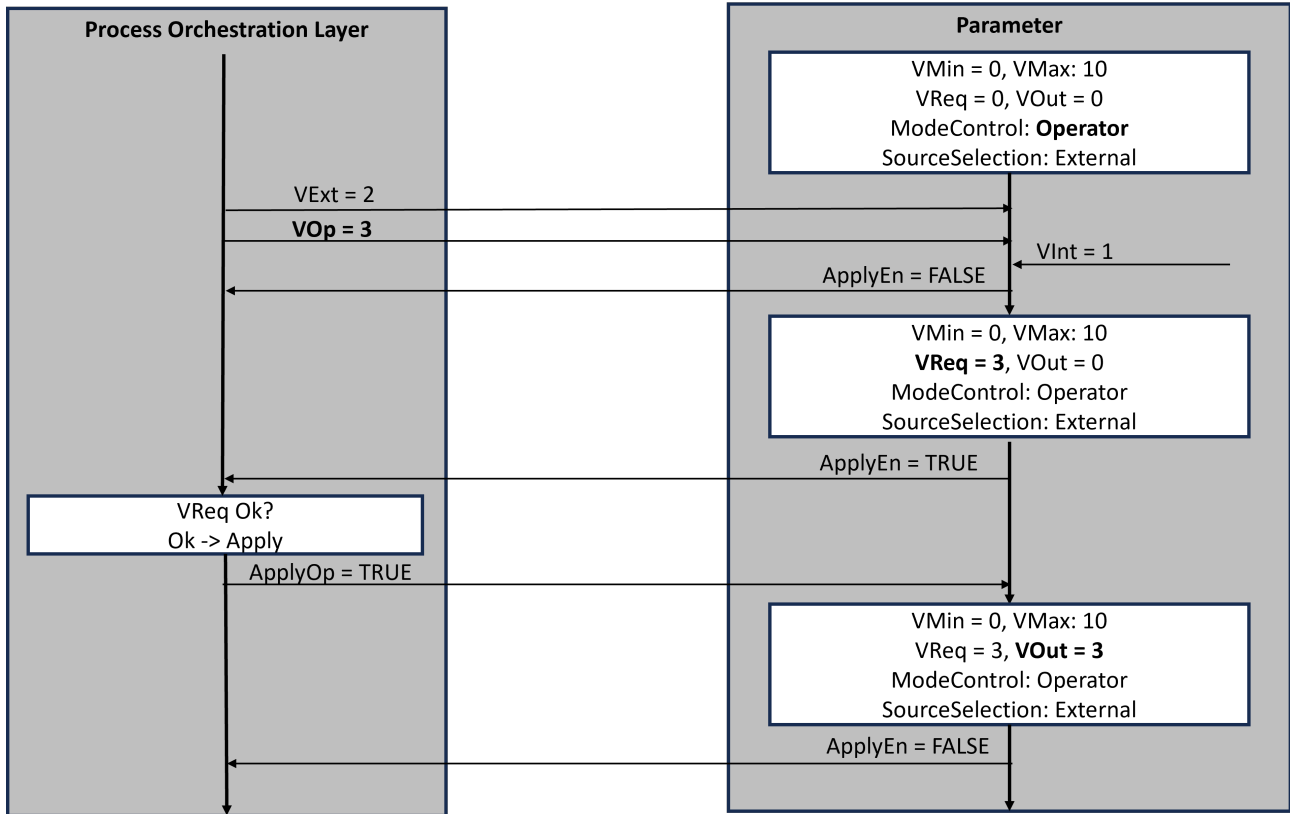 Process Orchestration Layer
Parameter
VMin = 0, VMax: 10
VReq = 0, VOut = 0
ModeControl: Operator
SourceSelection: External
VExt = 2
VOp = 3
VInt = 1
ApplyEn = FALSE
VMin = 0, VMax: 10
VReq = 3, VOut = 0
ModeControl: Operator
SourceSelection: External
ApplyEn = TRUE
VReq Ok?
Ok -> Apply
ApplyOp = TRUE
VMin = 0, VMax: 10
VReq = 3, VOut = 3
ModeControl: Operator
SourceSelection: External
ApplyEn = FALSE